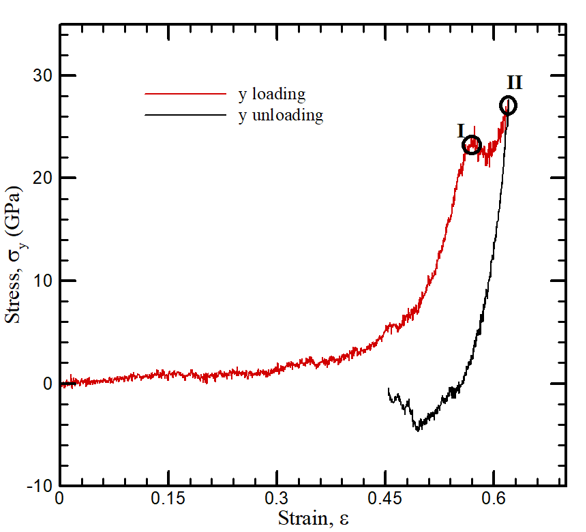 30
20
10
0
-10
0 0.15 0.3 0.45 0.6
Stress, σy (GPa)
Strain, ε
y loading
y unloading
I
II